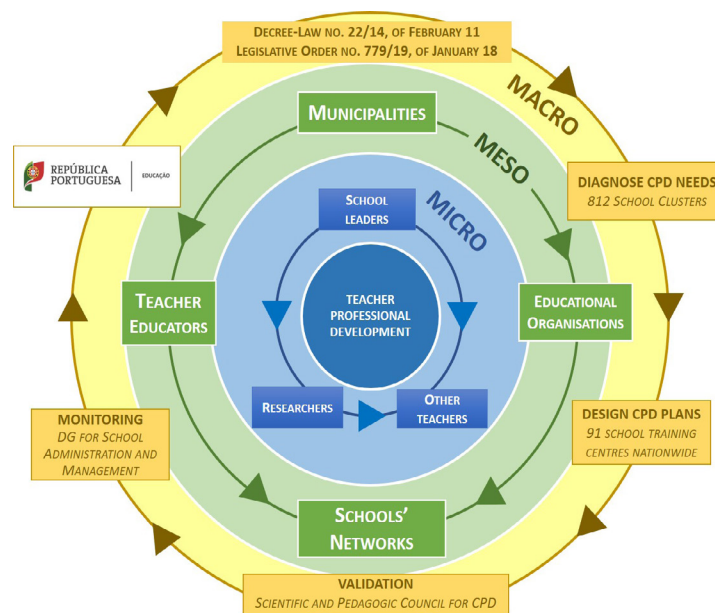 DECREE-LAW NO. 22/14, OF FEBRUARY 11
LEGISLATIVE ORDER NO. 779/19, OF JANUARY 18
MACRO
MUNICIPALITIES
MESO
REPÚBLICA
PORTUGUESA
EDUCAÇÃO
DIAGNOSE CPD NEEDS
812 SCHOOL CLUSTERS
SCHOOL
LEADERS
MICRO
TEACHER
PROFESSIONAL
DEVELOPMENT
TEACHER
EDUCATORS
EDUCATIONAL
ORGANISATIONS
RESEARCHERS
OTHER
TEACHERS
MONITORING
DG FOR SCHOOL
ADMINISTRATION AND
MANAGEMENT
DESIGN CPD PLANS
91 SCHOOL TRAINING
CENTRES NATIONWIDE
SCHOOLS'
NETWORKS
VALIDATION
SCIENTIFIC AND PEDAGOGIC COUNCIL FOR CPD